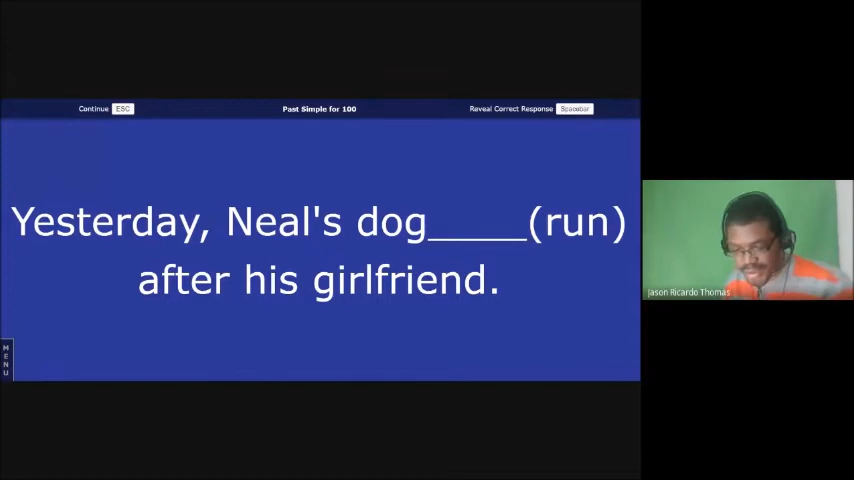 Continue ESC
Past Simple for 100
Reveal Correct Response Spacebar
Yesterday, Neal's dog_____(run)
after his girlfriend.
MENU
Jason Ricardo Thomas